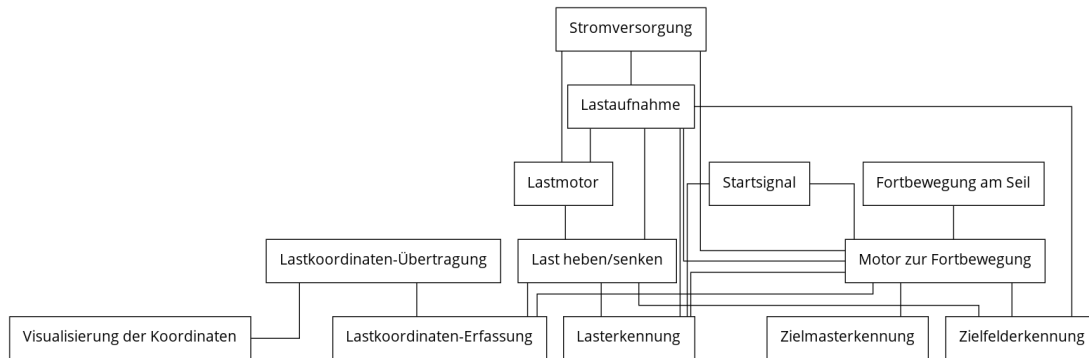 Stromversorgung
Lastaufnahme
Lastmotor
Startsignal
Fortbewegung am Seil
Lastkoordinaten-Übertragung
Last heben/senken
Motor zur Fortbewegung
Visualisierung der Koordinaten
Lastkoordinaten-Erfassung
Lasterkennung
Zielmasterkennung
Zielfelderkennung